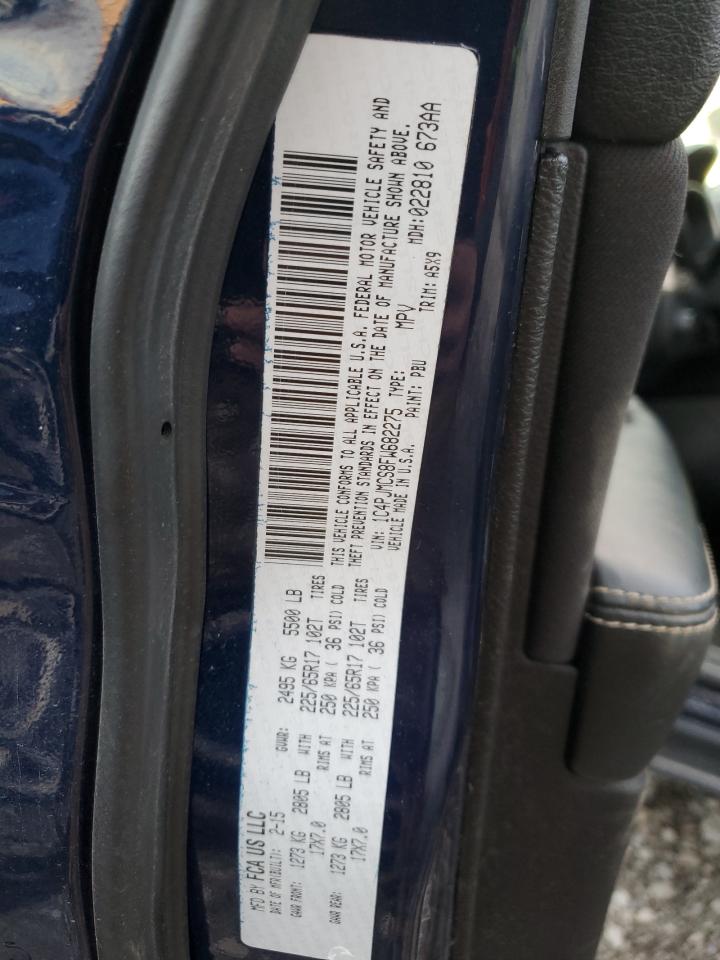 MFD BY FCA US LLC
DATE OF MFR(BUILT): 2-15 GVWR: 2495 KG 5500 LB
GAWR FRONT: 1273 KG 2805 LB WITH 225/65R17 102T TIRES
17X7.0 RIMS AT 250 KPA ( 36 PSI) COLD
GAWR REAR: 1273 KG 2805 LB WITH 225/65R17 102T TIRES
17X7.0 RIMS AT 250 KPA ( 36 PSI) COLD
THIS VEHICLE CONFORMS TO ALL APPLICABLE U.S.A. FEDERAL MOTOR VEHICLE SAFETY AND
THEFT PREVENTION STANDARDS IN EFFECT ON THE DATE OF MANUFACTURE SHOWN ABOVE.
VIN: 1C4PJMCS8FW682275 TYPE: MPV MDH:022810 673AA
VEHICLE MADE IN U.S.A. PAINT: PBU TRIM: A5X9